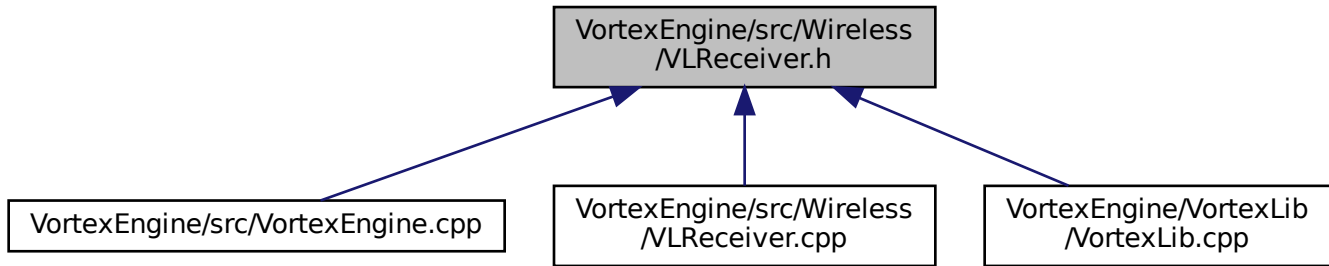 VortexEngine/src/Wireless
/VLReceiver.h
VortexEngine/src/VortexEngine.cpp
VortexEngine/src/Wireless
/VLReceiver.cpp
VortexEngine/VortexLib
/VortexLib.cpp